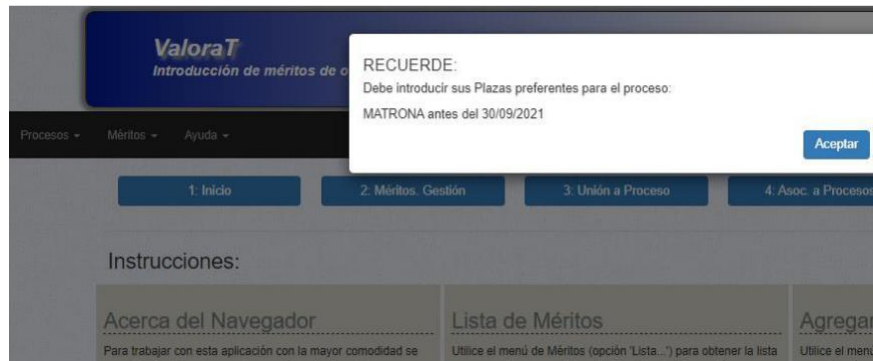 ValoraT
Introducción de méritos de o
RECUERDE:
Debe introducir sus Plazas preferentes para el proceso:
MATRONA antes del 30/09/2021
Aceptar
Procesos
Méritos
Ayuda
1: Inicio
2: Méritos. Gestión
3: Unión a Proceso
4: Asoc. a Procesos
Instrucciones:
Acerca del Navegador
Para trabajar con esta aplicación con la mayor comodidad se
Lista de Méritos
Utilice el menú de Méritos (opción 'Lista...') para obtener la lista
Agregar
Utilice el menú